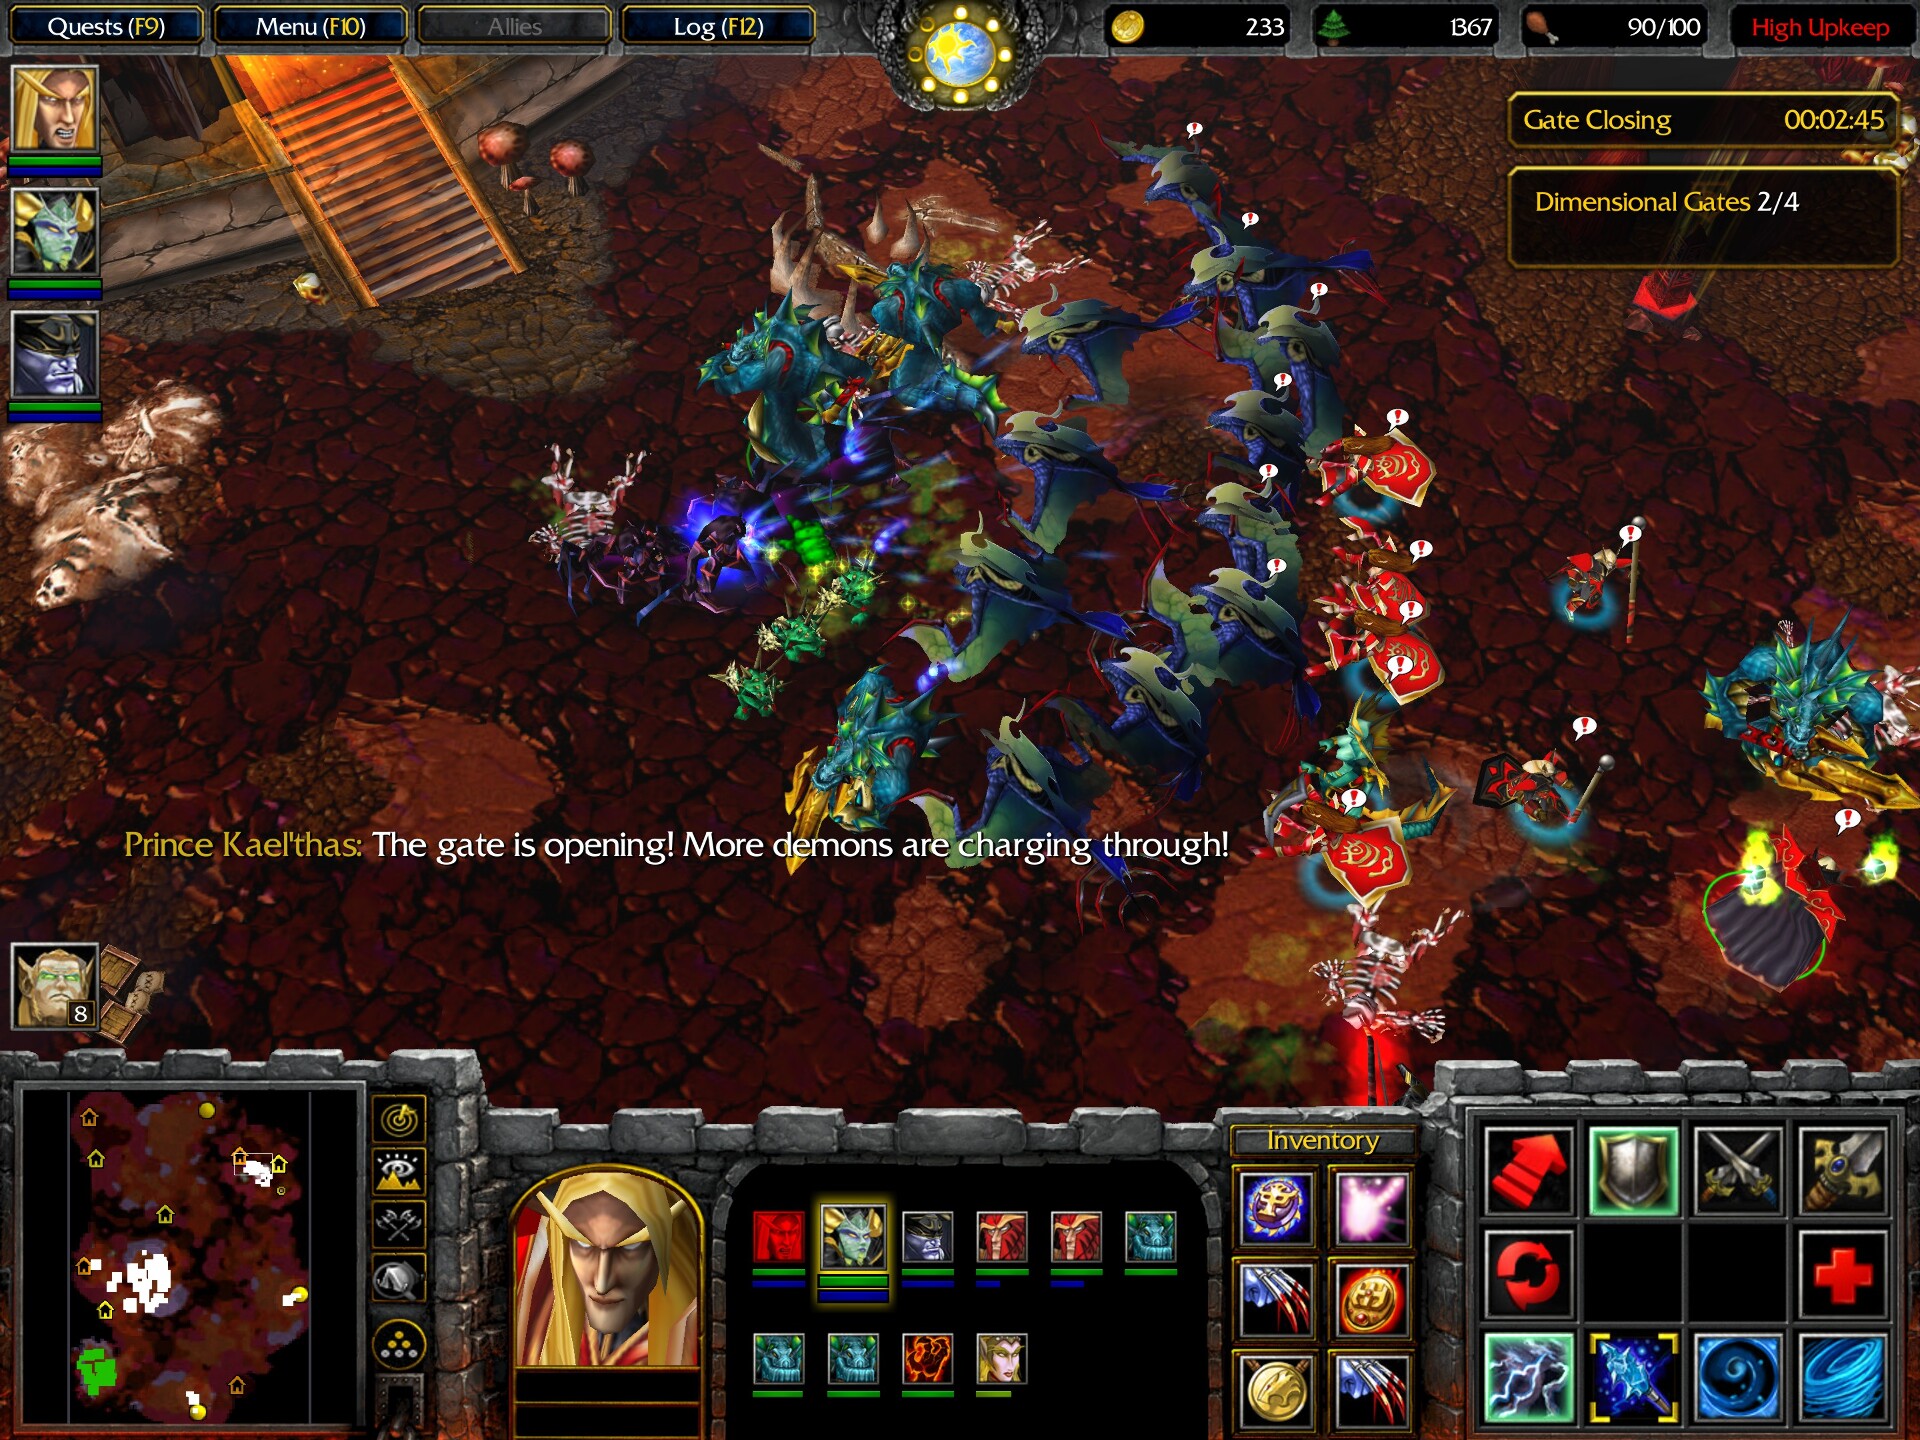 Quests (F9) Menu (F10) Allies Log (F12) 233 1367 90/100 High Upkeep
Gate Closing 00:02:45
Dimensional Gates 2/4
Prince Kael'thas: The gate is opening! More demons are charging through!
8
Inventory